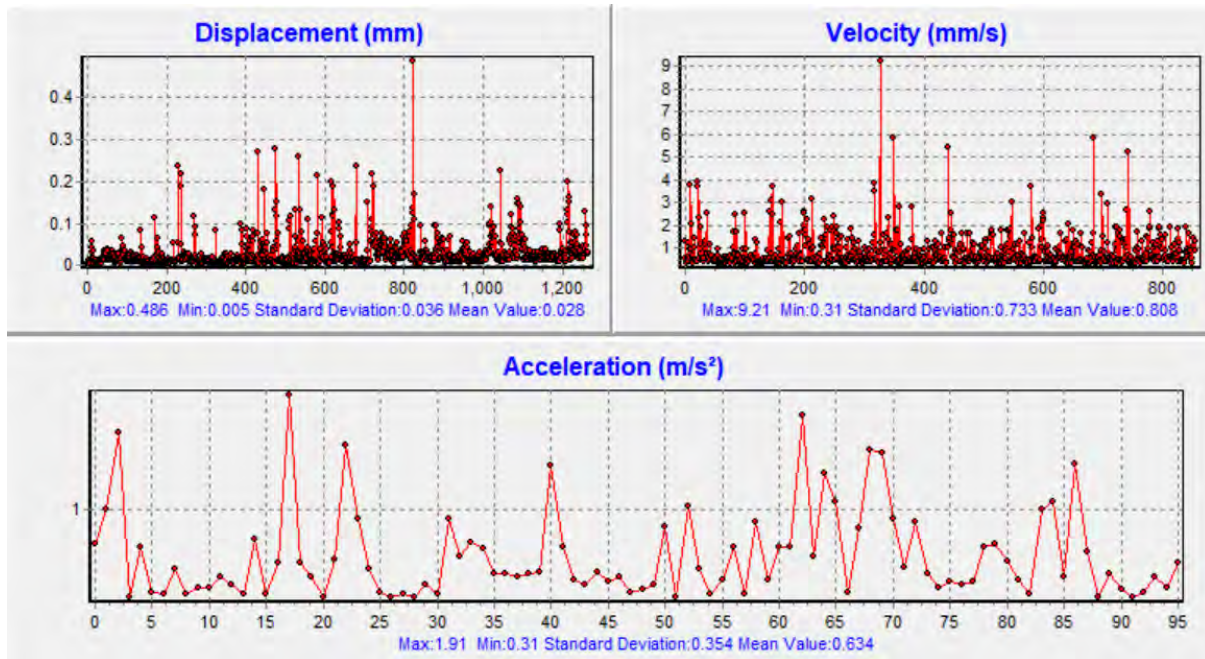 Displacement (mm)
0.4
0.3
0.2
0.1
0
0 200 400 600 800 1,000 1,200
Max:0.486 Min:0.005 Standard Deviation:0.036 Mean Value:0.028
Velocity (mm/s)
9
8
7
6
5
4
3
2
1
0 200 400 600 800
Max:9.21 Min:0.31 Standard Deviation:0.733 Mean Value:0.808
Acceleration (m/s²)
1
0 5 10 15 20 25 30 35 40 45 50 55 60 65 70 75 80 85 90 95
Max:1.91 Min:0.31 Standard Deviation:0.354 Mean Value:0.634